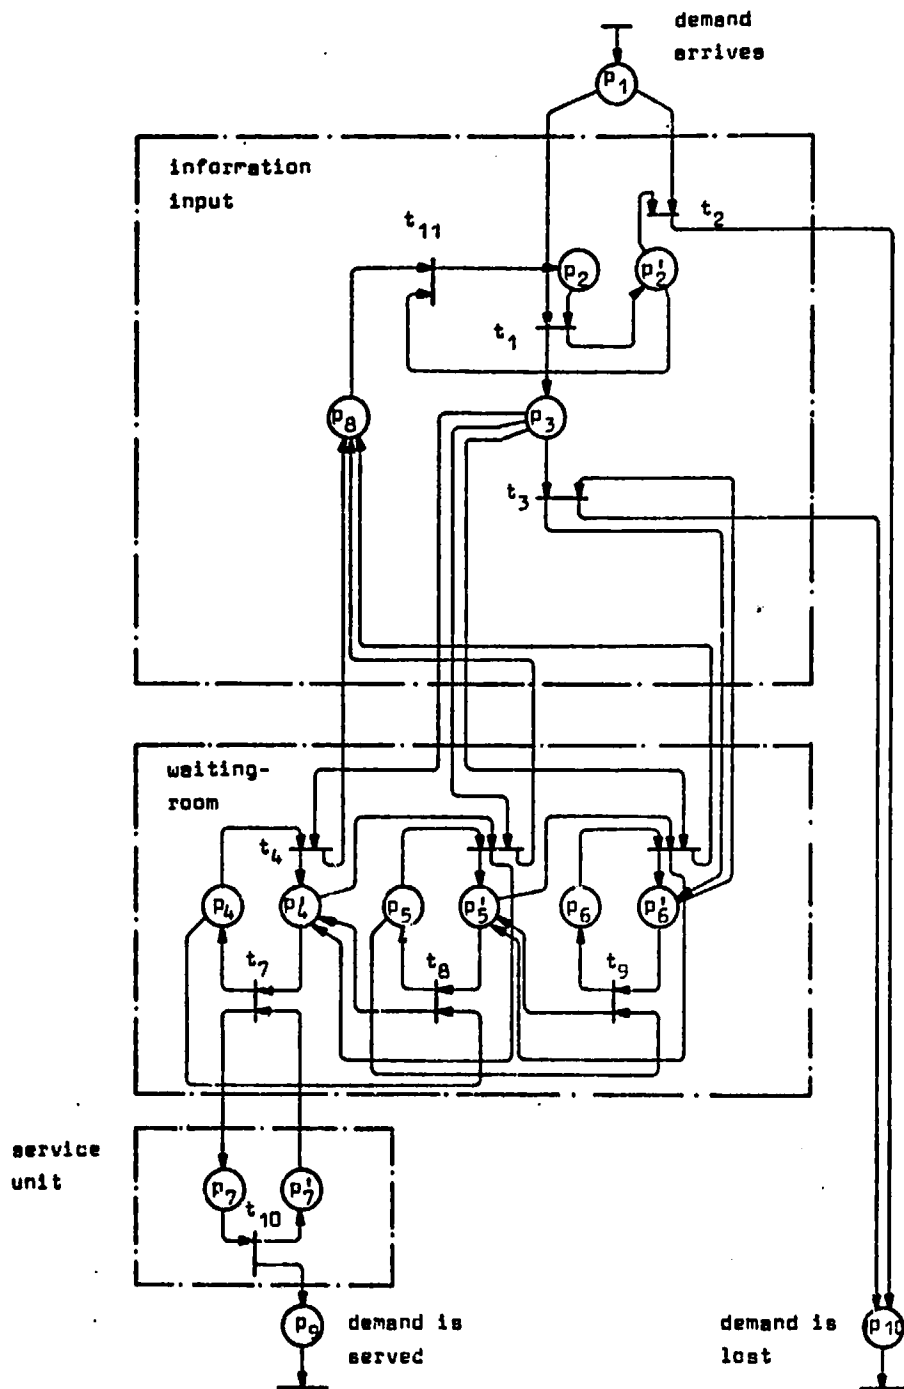 demand
arrives
p1
information
input
t11
t2
p2
p'2
t1
p8
p3
t3
waiting-
room
t4
p4
p'4
p5
p'5
p6
p'6
t7
t8
t9
service
unit
p7
p'7
t10
p9
demand is
served
demand is
lost
p10